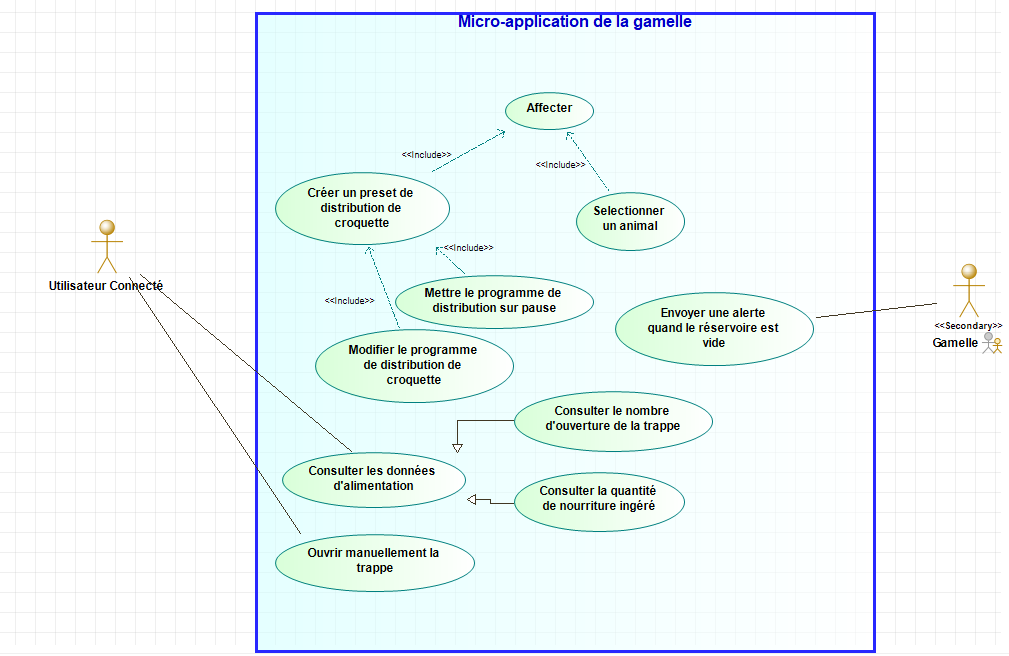 Micro-application de la gamelle
Affecter
<<Include>>
<<Include>>
Créer un preset de
distribution de
croquette
Selectionner
un animal
<<Include>>
Utilisateur Connecté
<<Include>>
Mettre le programme de
distribution sur pause
Envoyer une alerte
quand le réservoire est
vide
<<Secondary>>
Gamelle
Modifier le programme
de distribution de
croquette
Consulter le nombre
d'ouverture de la trappe
Consulter les données
d'alimentation
Consulter la quantité
de nourriture ingéré
Ouvrir manuellement la
trappe